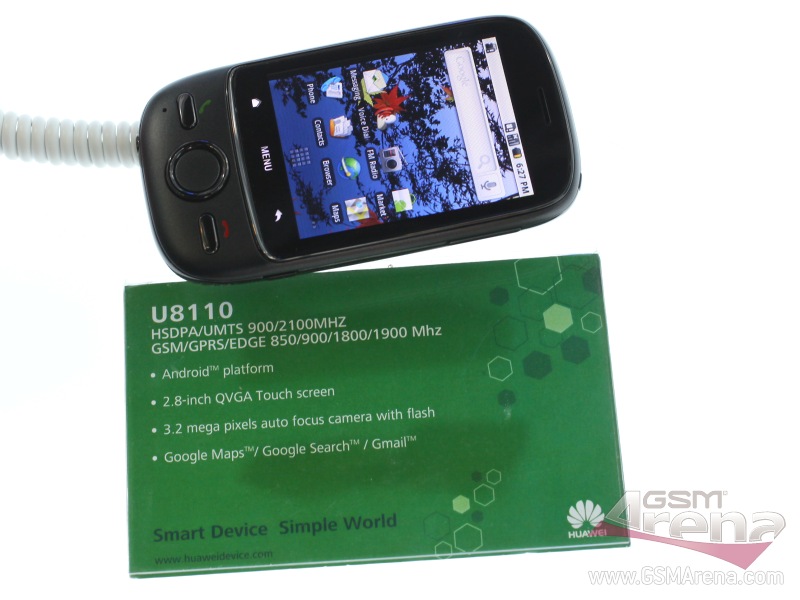 Google
6:27 PM
Messaging
Voice Dial
FM Radio
Market
Phone
Contacts
Browser
Maps
MENU
U8110
HSDPA/UMTS 900/2100MHZ
GSM/GPRS/EDGE 850/900/1800/1900 Mhz
• Android™ platform
• 2.8-inch QVGA Touch screen
• 3.2 mega pixels auto focus camera with flash
• Google Maps™/ Google Search™ / Gmail™
Smart Device Simple World
www.huaweidevice.com
HUAWEI
GSM
Arena
www.GSMArena.com